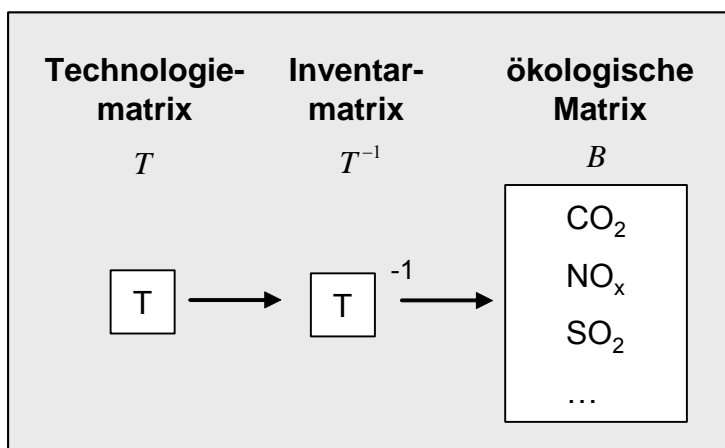 Technologie-
matrix
T
Inventar-
matrix
T⁻¹
ökologische
Matrix
B
T
T
-1
CO₂
NOₓ
SO₂
…